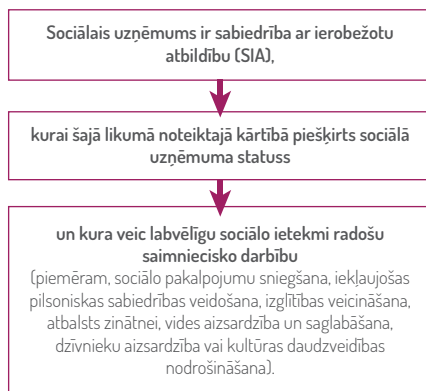 Sociālais uzņēmums ir sabiedrība ar ierobežotu
atbildību (SIA),
kurai šajā likumā noteiktajā kārtībā piešķirts sociālā
uzņēmuma statuss
un kura veic labvēlīgu sociālo ietekmi radošu
saimniecisko darbību
(piemēram, sociālo pakalpojumu sniegšana, iekļaujošas
pilsoniskas sabiedrības veidošana, izglītības veicināšana,
atbalsts zinātnei, vides aizsardzība un saglabāšana,
dzīvnieku aizsardzība vai kultūras daudzveidības
nodrošināšana).